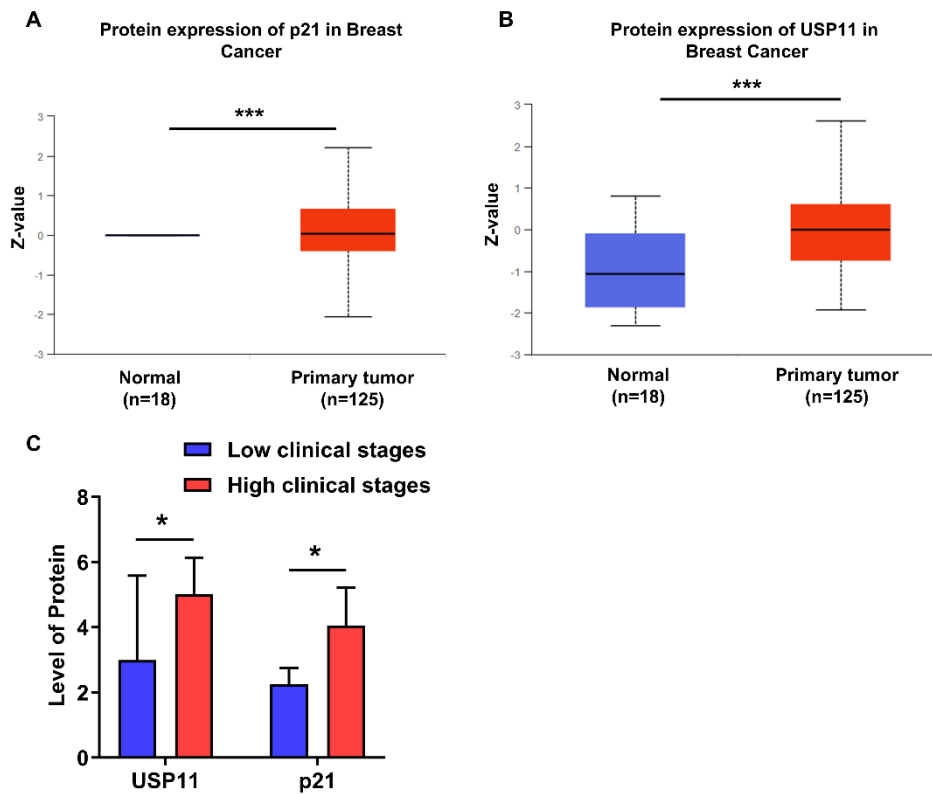 A
Protein expression of p21 in Breast
Cancer
***
3
2
1
0
-1
-2
-3
Z-value
Normal
(n=18)
Primary tumor
(n=125)
B
Protein expression of USP11 in
Breast Cancer
***
3
2
1
0
-1
-2
-3
Z-value
Normal
(n=18)
Primary tumor
(n=125)
C
Low clinical stages
High clinical stages
8
6
4
2
0
Level of Protein
*
*
USP11
p21